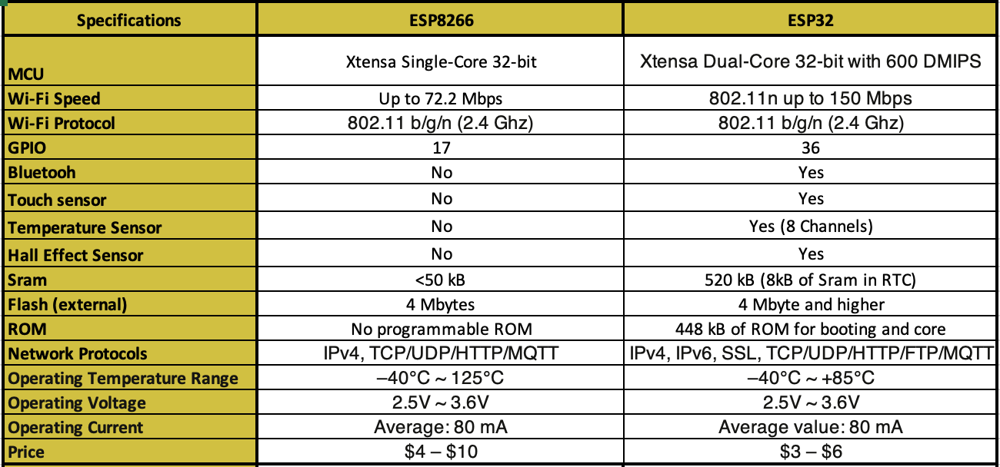 Specifications ESP8266 ESP32
MCU Xtensa Single-Core 32-bit Xtensa Dual-Core 32-bit with 600 DMIPS
Wi-Fi Speed Up to 72.2 Mbps 802.11n up to 150 Mbps
Wi-Fi Protocol 802.11 b/g/n (2.4 Ghz) 802.11 b/g/n (2.4 Ghz)
GPIO 17 36
Bluetooh No Yes
Touch sensor No Yes
Temperature Sensor No Yes (8 Channels)
Hall Effect Sensor No Yes
Sram <50 kB 520 kB (8kB of Sram in RTC)
Flash (external) 4 Mbytes 4 Mbyte and higher
ROM No programmable ROM 448 kB of ROM for booting and core
Network Protocols IPv4, TCP/UDP/HTTP/MQTT IPv4, IPv6, SSL, TCP/UDP/HTTP/FTP/MQTT
Operating Temperature Range –40°C ~ 125°C –40°C ~ +85°C
Operating Voltage 2.5V ~ 3.6V 2.5V ~ 3.6V
Operating Current Average: 80 mA Average value: 80 mA
Price $4 – $10 $3 – $6